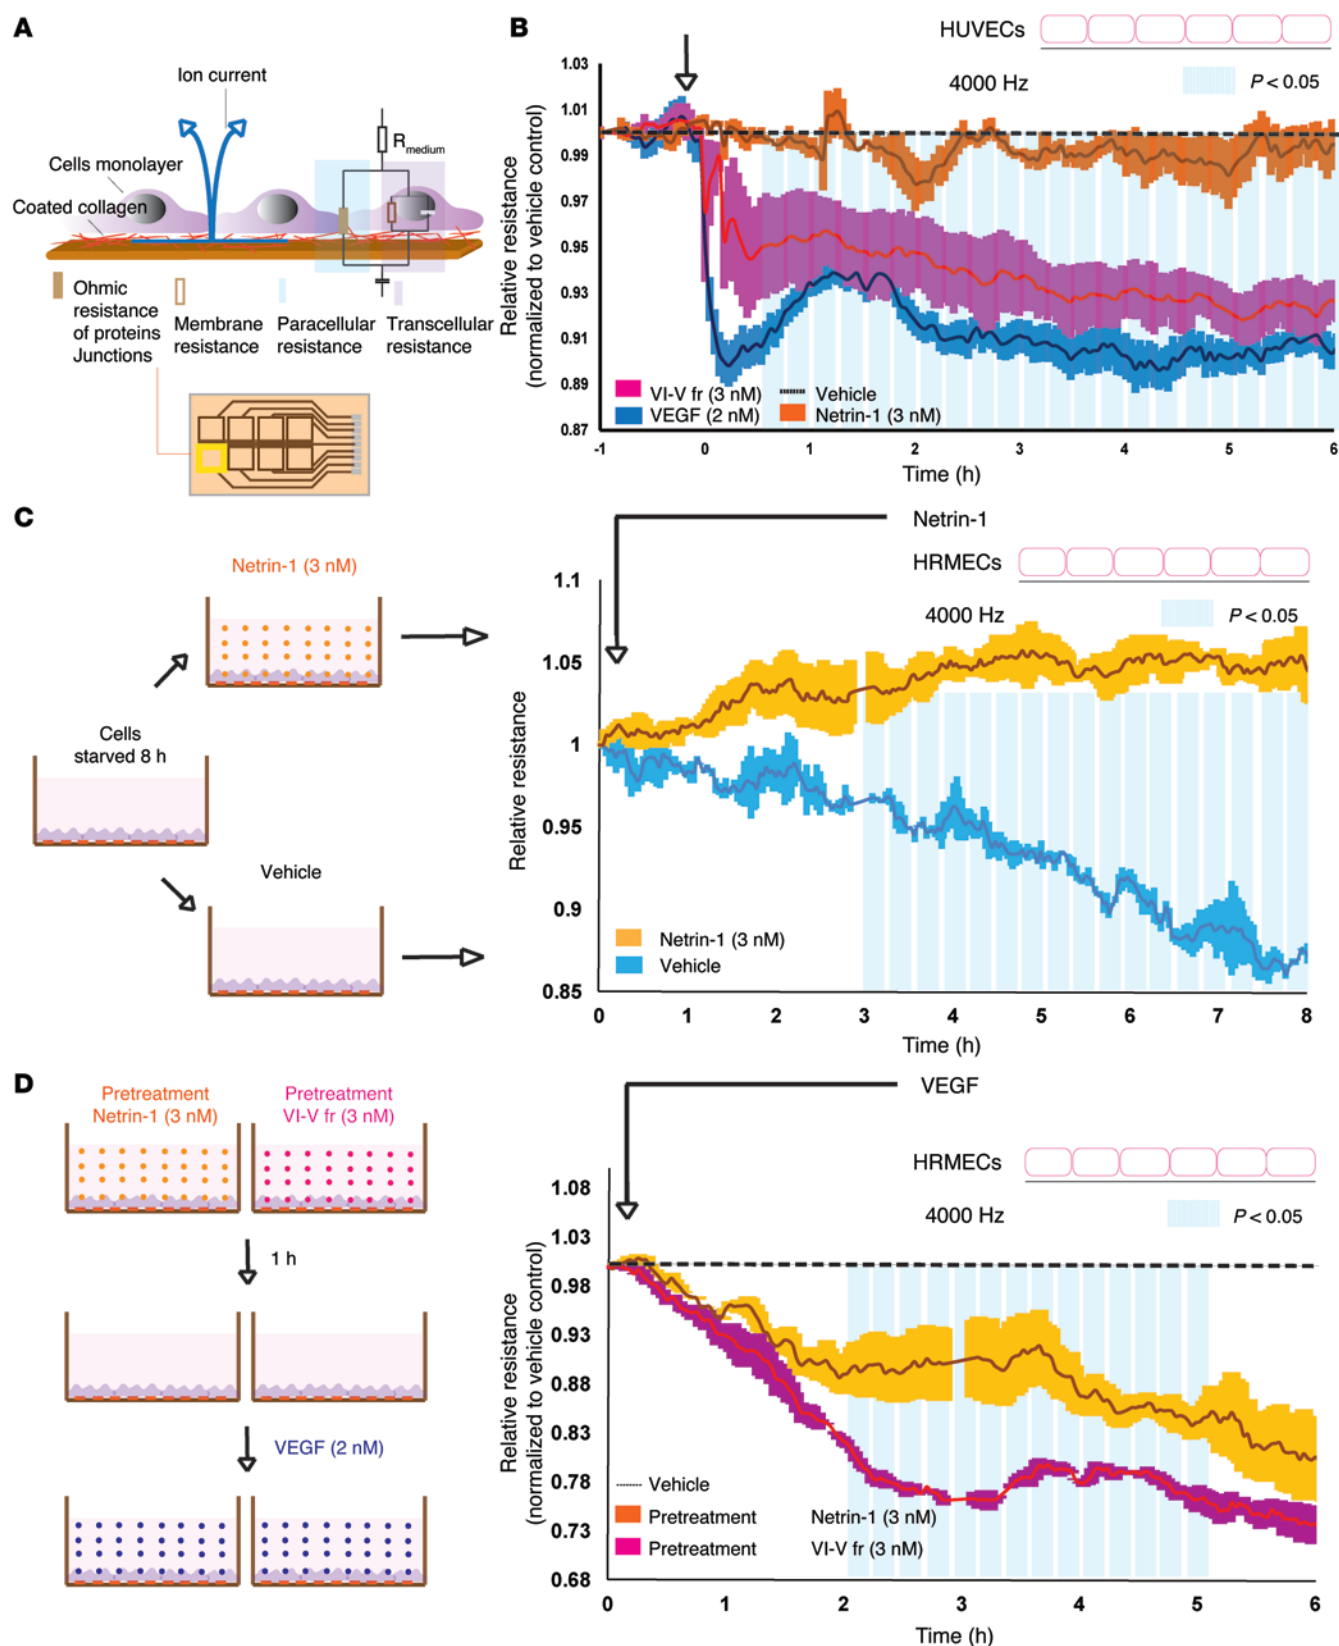 A
Ion current
Cells monolayer
Coated collagen
Rmedium
Ohmic
resistance
of proteins
Junctions
Membrane
resistance
Paracellular
resistance
Transcellular
resistance
B
HUVECs
4000 Hz
P < 0.05
Relative resistance
(normalized to vehicle control)
1.03
1.01
0.99
0.97
0.95
0.93
0.91
0.89
0.87
VI-V fr (3 nM)
Vehicle
VEGF (2 nM)
Netrin-1 (3 nM)
-1 0 1 2 3 4 5 6
Time (h)
C
Netrin-1 (3 nM)
Cells
starved 8 h
Vehicle
Netrin-1
HRMECs
4000 Hz
P < 0.05
Relative resistance
1.1
1.05
1
0.95
0.9
0.85
Netrin-1 (3 nM)
Vehicle
0 1 2 3 4 5 6 7 8
Time (h)
D
Pretreatment
Netrin-1 (3 nM)
Pretreatment
VI-V fr (3 nM)
1 h
VEGF (2 nM)
VEGF
HRMECs
4000 Hz
P < 0.05
Relative resistance
(normalized to vehicle control)
1.08
1.03
0.98
0.93
0.88
0.83
0.78
0.73
0.68
Vehicle
Pretreatment Netrin-1 (3 nM)
Pretreatment VI-V fr (3 nM)
0 1 2 3 4 5 6
Time (h)